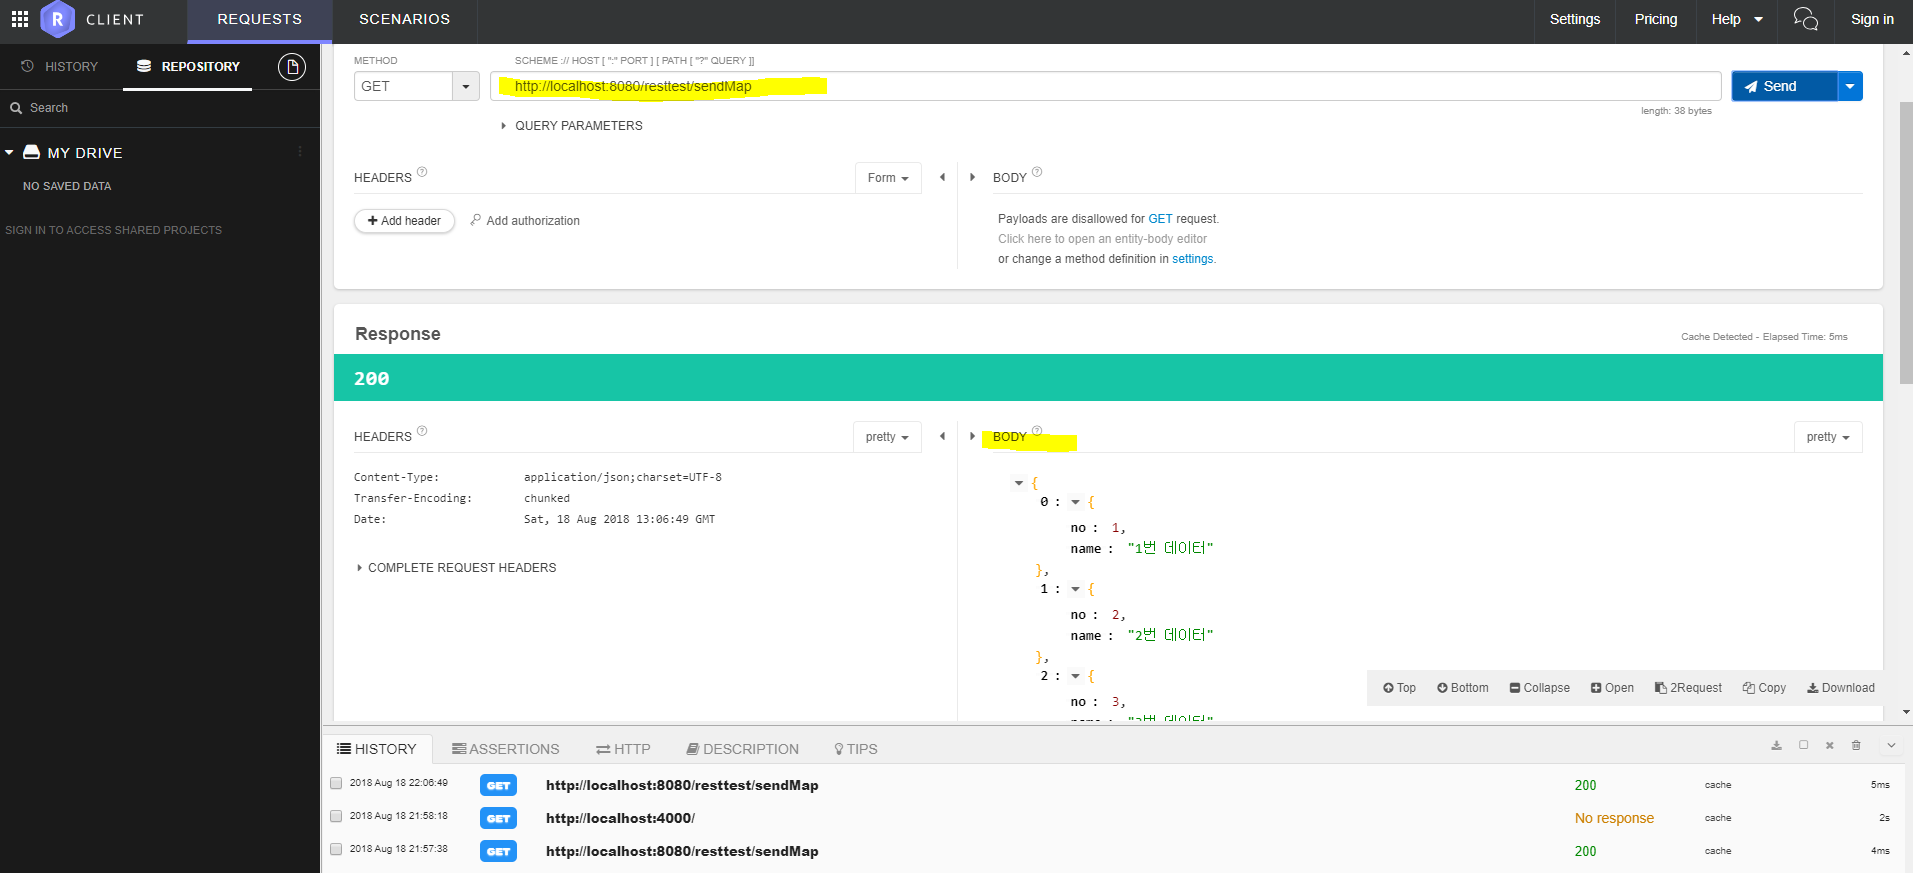 R CLIENT REQUESTS SCENARIOS Settings Pricing Help Sign in
HISTORY REPOSITORY
Search
MY DRIVE
NO SAVED DATA
SIGN IN TO ACCESS SHARED PROJECTS
METHOD SCHEME :// HOST [ ":" PORT ] [ PATH [ "?" QUERY ]]
GET http://localhost:8080/resttest/sendMap Send
length: 38 bytes
QUERY PARAMETERS
HEADERS ? Form BODY ?
Add header Add authorization
Payloads are disallowed for GET request.
Click here to open an entity-body editor
or change a method definition in settings.
Response
Cache Detected - Elapsed Time: 5ms
200
HEADERS ? pretty BODY ? pretty
Content-Type: application/json;charset=UTF-8
Transfer-Encoding: chunked
Date: Sat, 18 Aug 2018 13:06:49 GMT
COMPLETE REQUEST HEADERS
{
0 : {
no : 1,
name : "1번 데이터"
},
1 : {
no : 2,
name : "2번 데이터"
},
2 : {
no : 3,
Top Bottom Collapse Open 2Request Copy Download
HISTORY ASSERTIONS HTTP DESCRIPTION TIPS
2018 Aug 18 22:06:49 GET http://localhost:8080/resttest/sendMap 200 cache 5ms
2018 Aug 18 21:58:18 GET http://localhost:4000/ No response cache 2s
2018 Aug 18 21:57:38 GET http://localhost:8080/resttest/sendMap 200 cache 4ms